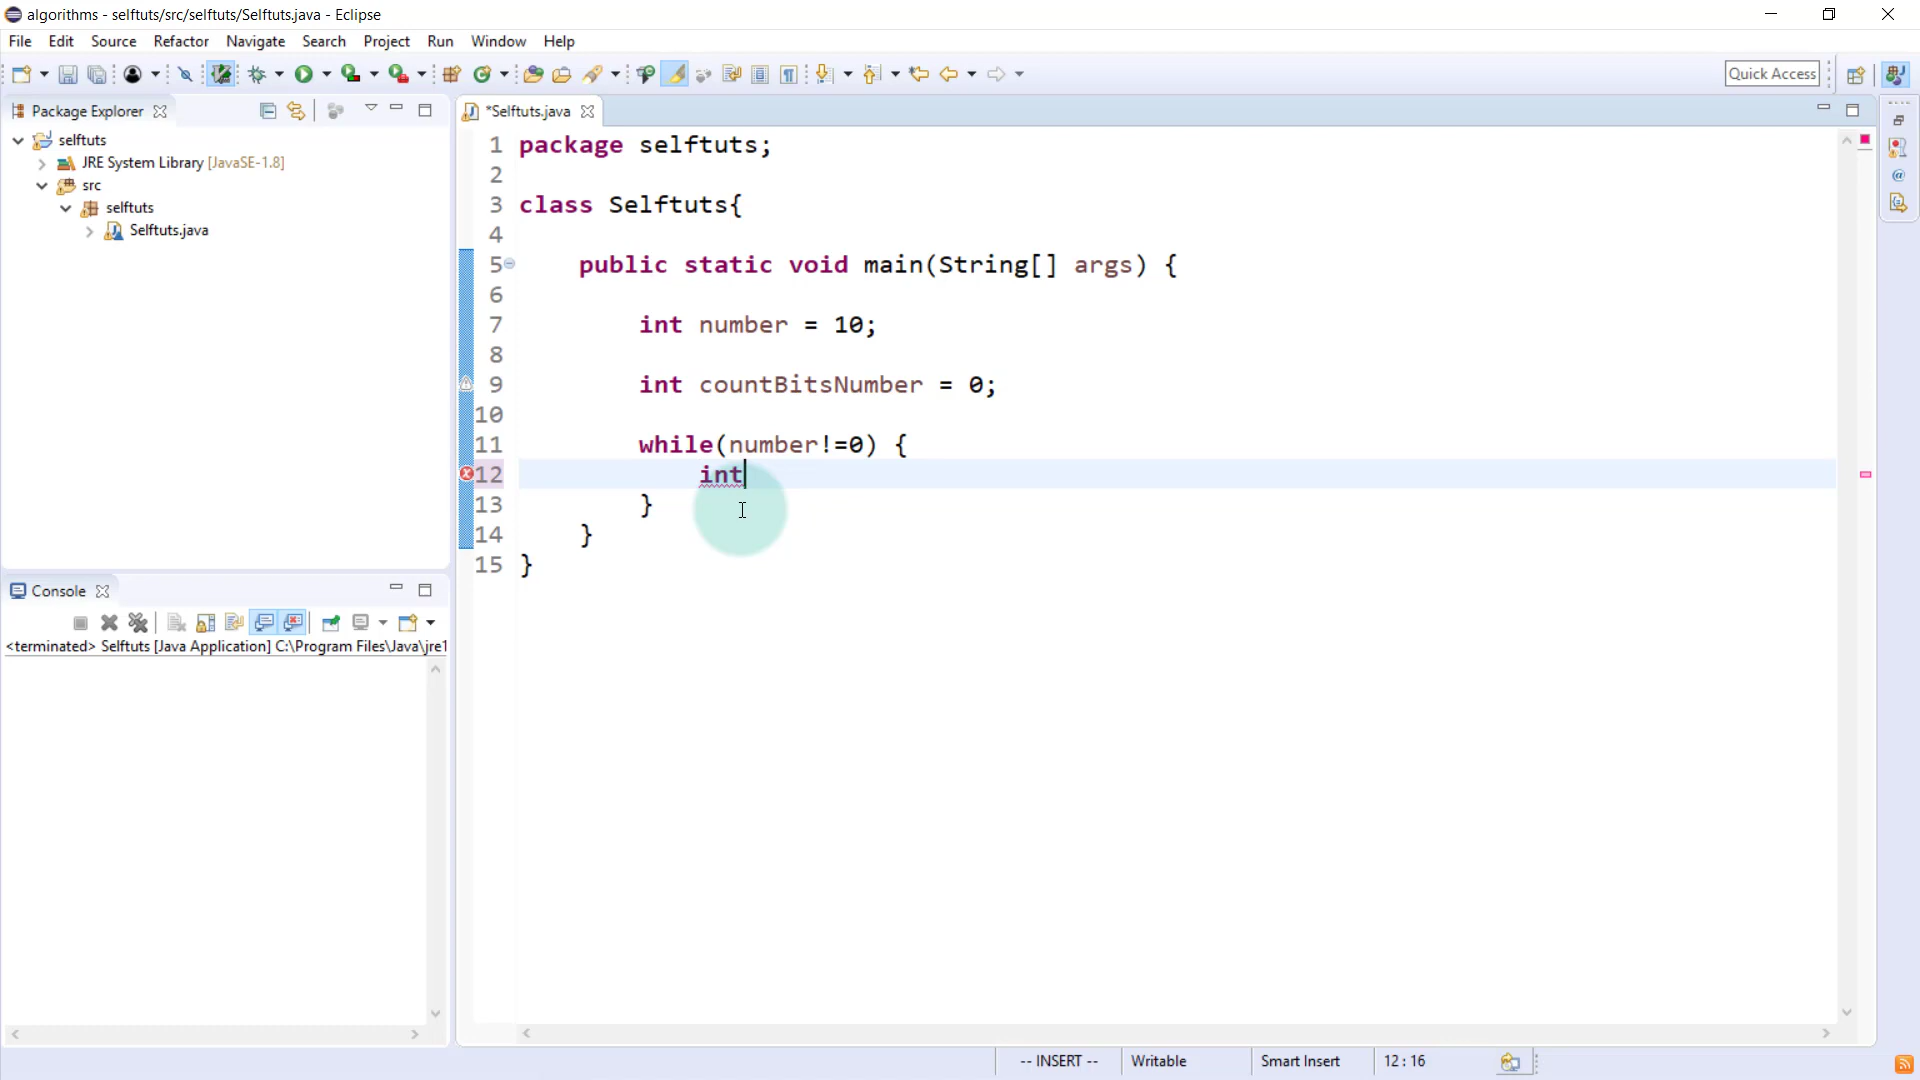 algorithms - selftuts/src/selftuts/Selftuts.java - Eclipse
File Edit Source Refactor Navigate Search Project Run Window Help
Quick Access
Package Explorer
*Selftuts.java
selftuts
JRE System Library [JavaSE-1.8]
src
selftuts
Selftuts.java
1 package selftuts;
2
3 class Selftuts{
4
5 public static void main(String[] args) {
6
7 int number = 10;
8
9 int countBitsNumber = 0;
10
11 while(number!=0) {
12 int
13 }
14 }
15 }
Console
<terminated> Selftuts [Java Application] C:\Program Files\Java\jre1
-- INSERT -- Writable Smart Insert 12 : 16